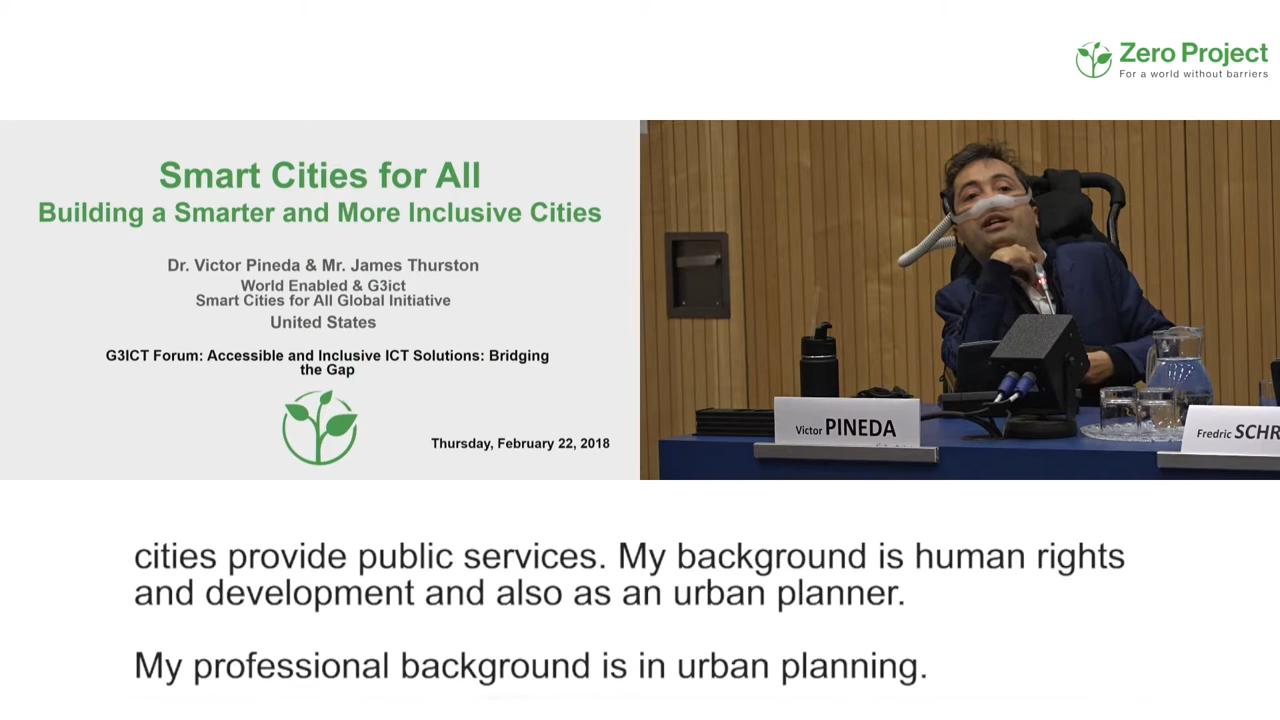 Zero Project
For a world without barriers
Smart Cities for All
Building a Smarter and More Inclusive Cities
Dr. Victor Pineda & Mr. James Thurston
World Enabled & G3ict
Smart Cities for All Global Initiative
United States
G3ICT Forum: Accessible and Inclusive ICT Solutions: Bridging
the Gap
Thursday, February 22, 2018
Victor PINEDA
Fredric SCHR
cities provide public services. My background is human rights
and development and also as an urban planner.
My professional background is in urban planning.